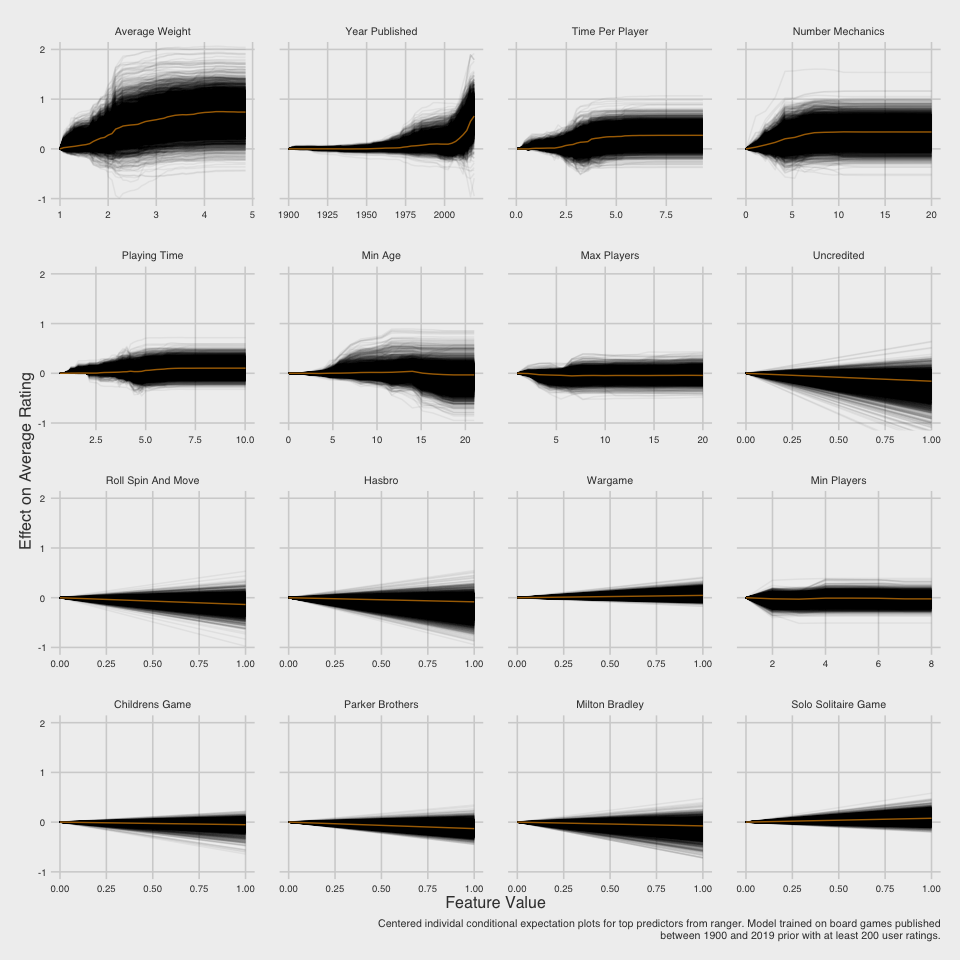 Average Weight
Year Published
Time Per Player
Number Mechanics
2
1
0
-1
1 2 3 4 5
1900 1925 1950 1975 2000
0.0 2.5 5.0 7.5
0 5 10 15 20
Playing Time
Min Age
Max Players
Uncredited
2
1
0
-1
2.5 5.0 7.5 10.0
0 5 10 15 20
5 10 15 20
0.00 0.25 0.50 0.75 1.00
Effect on Average Rating
Roll Spin And Move
Hasbro
Wargame
Min Players
2
1
0
-1
0.00 0.25 0.50 0.75 1.00
0.00 0.25 0.50 0.75 1.00
0.00 0.25 0.50 0.75 1.00
2 4 6 8
Childrens Game
Parker Brothers
Milton Bradley
Solo Solitaire Game
2
1
0
-1
0.00 0.25 0.50 0.75 1.00
0.00 0.25 0.50 0.75 1.00
0.00 0.25 0.50 0.75 1.00
0.00 0.25 0.50 0.75 1.00
Feature Value
Centered individal conditional expectation plots for top predictors from ranger. Model trained on board games published
between 1900 and 2019 prior with at least 200 user ratings.